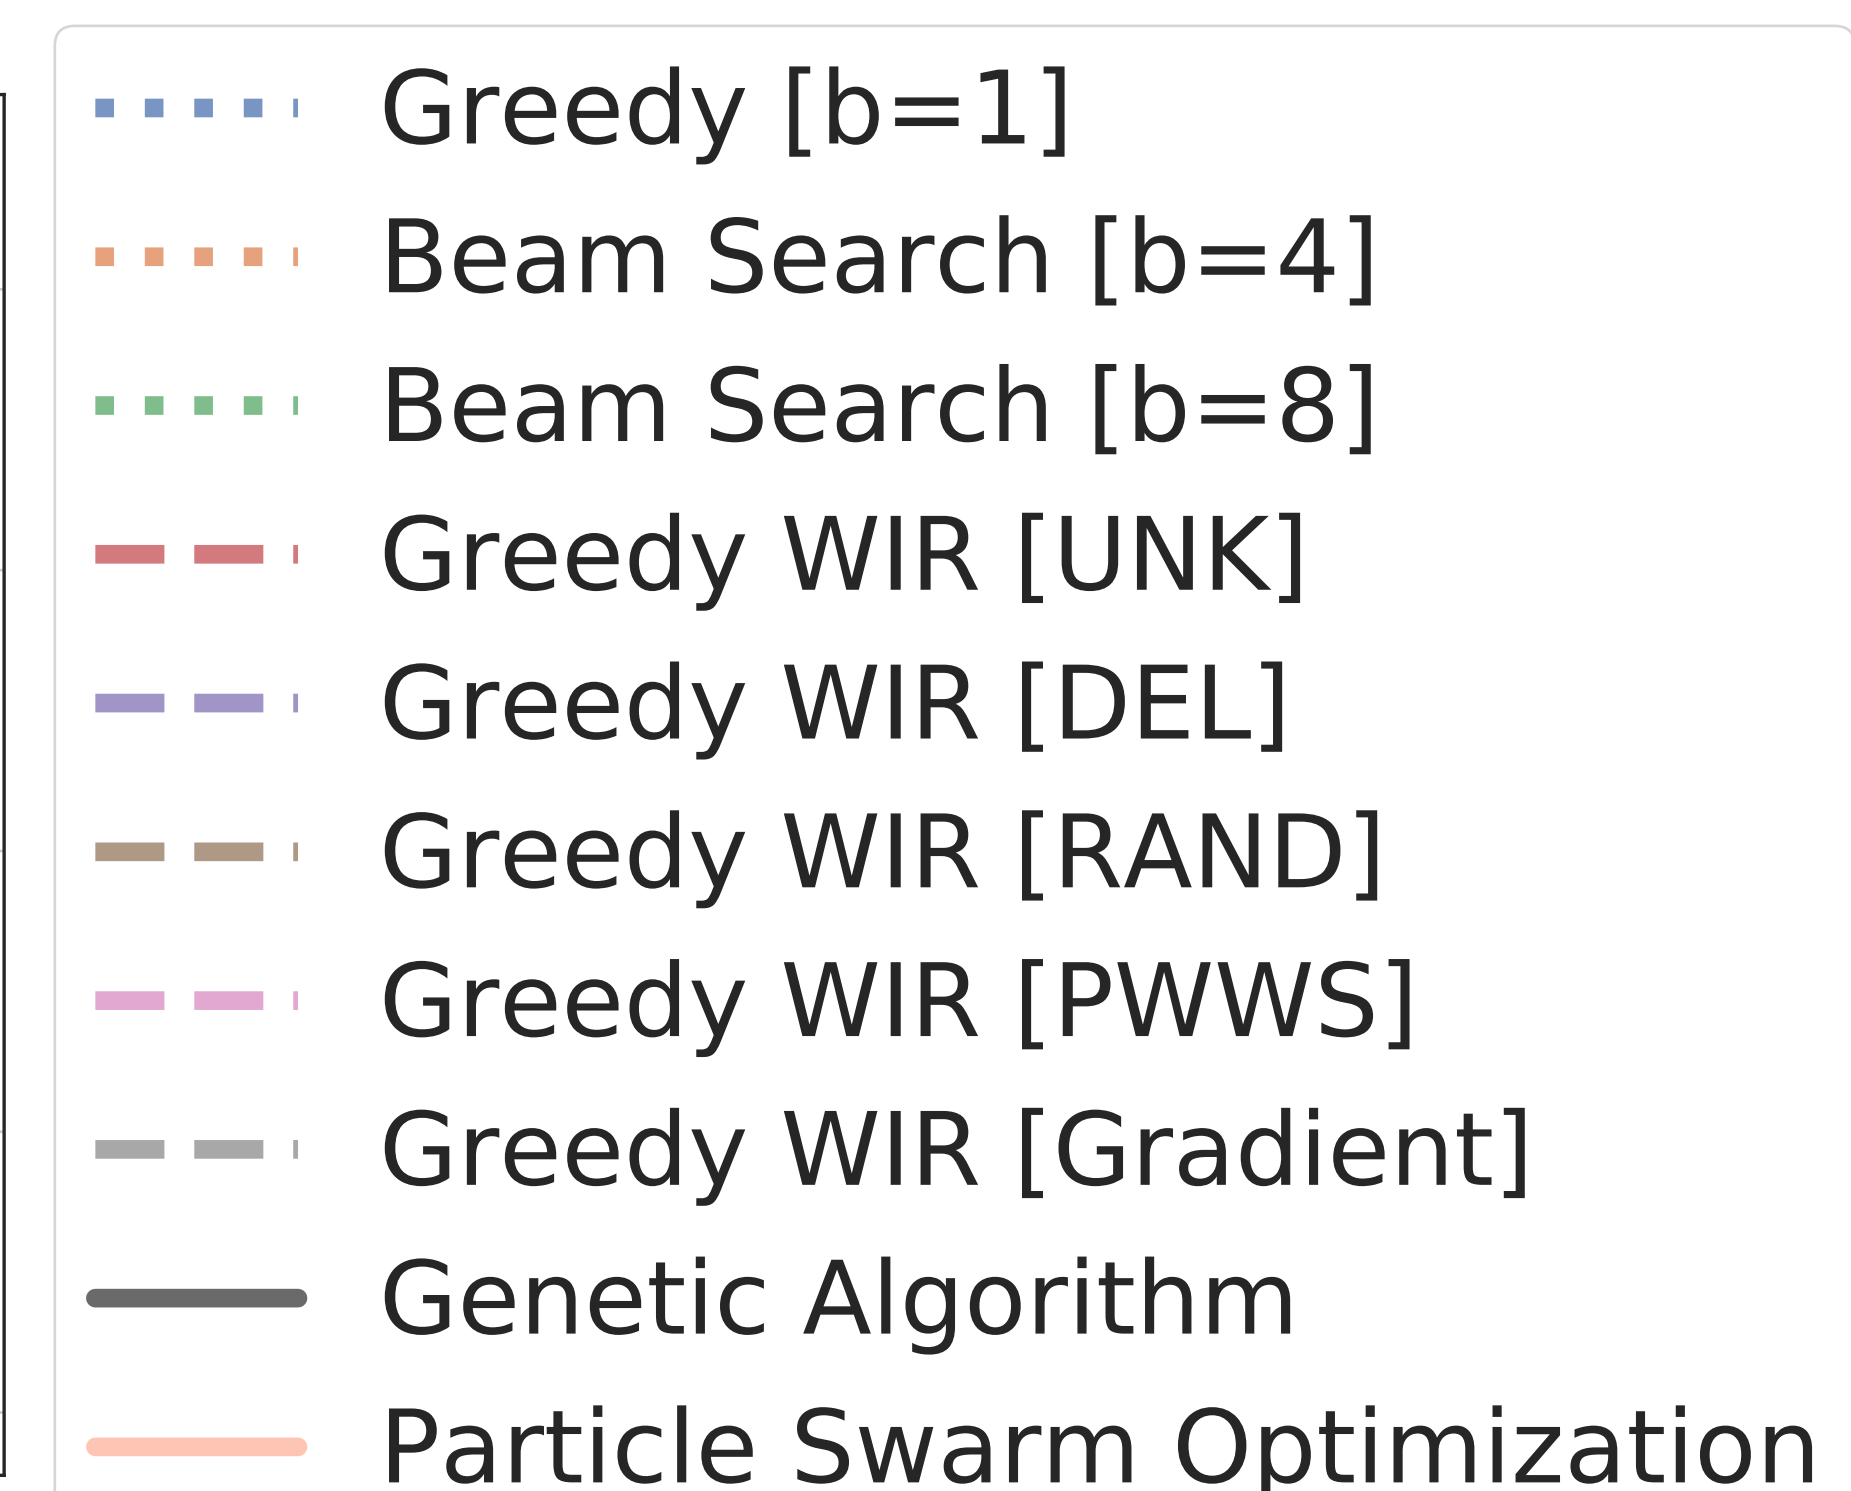 Greedy [b=1]
Beam Search [b=4]
Beam Search [b=8]
Greedy WIR [UNK]
Greedy WIR [DEL]
Greedy WIR [RAND]
Greedy WIR [PWWS]
Greedy WIR [Gradient]
Genetic Algorithm
Particle Swarm Optimization